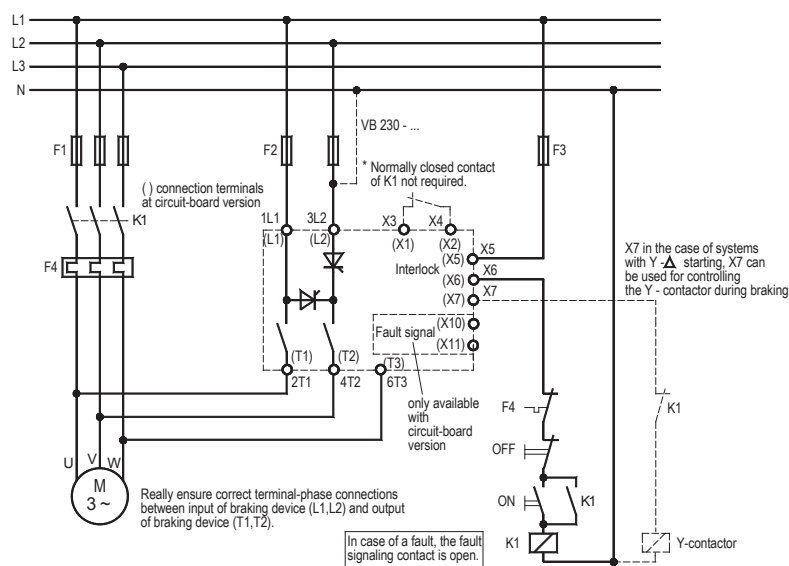 L1
L2
L3
N
VB 230 - ...
F1
F2
F3
* Normally closed contact
of K1 not required.
( ) connection terminals
at circuit-board version
K1
1L1
3L2
X3
X4
(L1)
(L2)
(X1)
(X2)
X5
(X5)
Interlock
X6
(X6)
X7
(X7)
X7 in the case of systems
with Y -Δ starting, X7 can
be used for controlling
the Y - contactor during braking
F4
Fault signal
(X10)
(X11)
(T1)
(T2)
(T3)
2T1
4T2
6T3
only available
with
circuit-board
version
F4
K1
OFF
U
V
W
M
3 ~
Really ensure correct terminal-phase connections
between input of braking device (L1,L2) and output
of braking device (T1,T2).
ON
K1
In case of a fault, the fault
signaling contact is open.
K1
Y-contactor